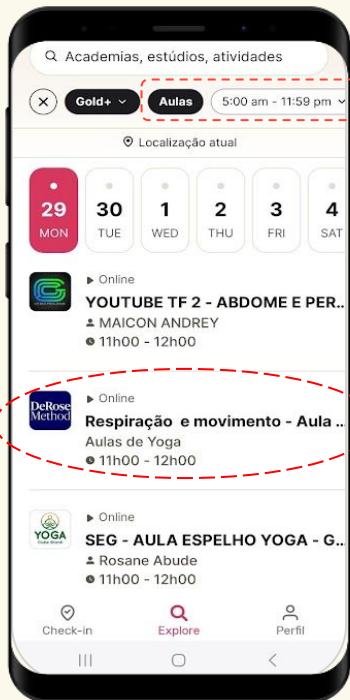 Academias, estúdios, atividades
Gold+ Aulas 5:00 am - 11:59 pm
Localização atual
29 30 1 2 3 4
MON TUE WED THU FRI SAT
Online
YOUTUBE TF 2 - ABDOME E PER...
MAICON ANDREY
11h00 - 12h00
DeRose
Method
Online
Respiração e movimento - Aula ...
Aulas de Yoga
11h00 - 12h00
YOGA
Online
SEG - AULA ESPELHO YOGA - G...
Rosane Abude
11h00 - 12h00
Check-in Explore Perfil